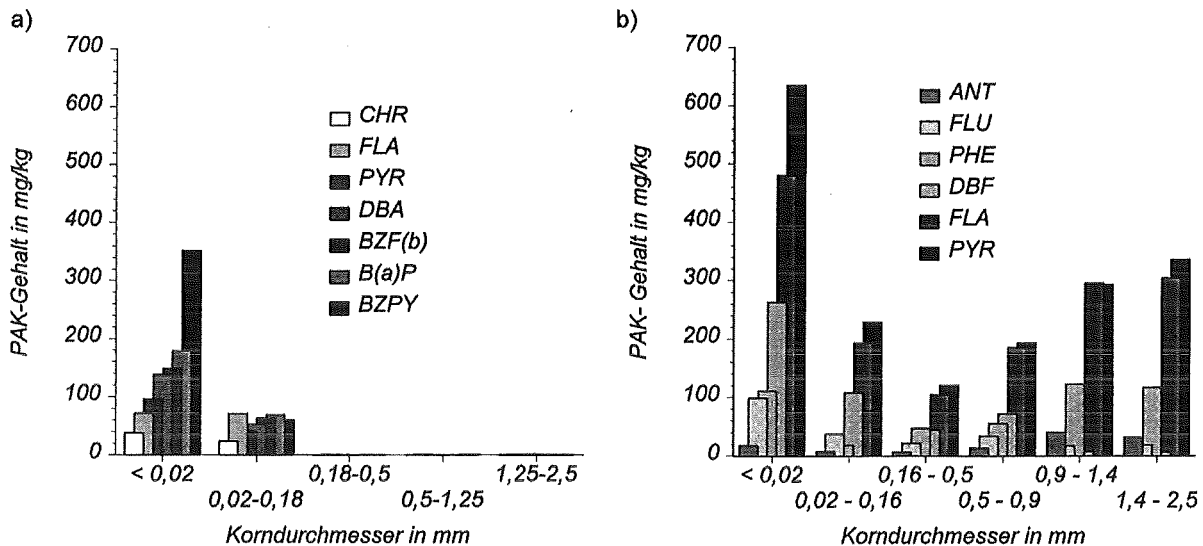 a)
700
600
500
400
300
200
100
0
PAK-Gehalt in mg/kg
CHR
FLA
PYR
DBA
BZF(b)
B(a)P
BZPY
< 0,02
0,02-0,18
0,18-0,5
0,5-1,25
1,25-2,5
Korndurchmesser in mm
b)
700
600
500
400
300
200
100
0
PAK- Gehalt in mg/kg
ANT
FLU
PHE
DBF
FLA
PYR
< 0,02
0,02 - 0,16
0,16 - 0,5
0,5 - 0,9
0,9 - 1,4
1,4 - 2,5
Korndurchmesser in mm